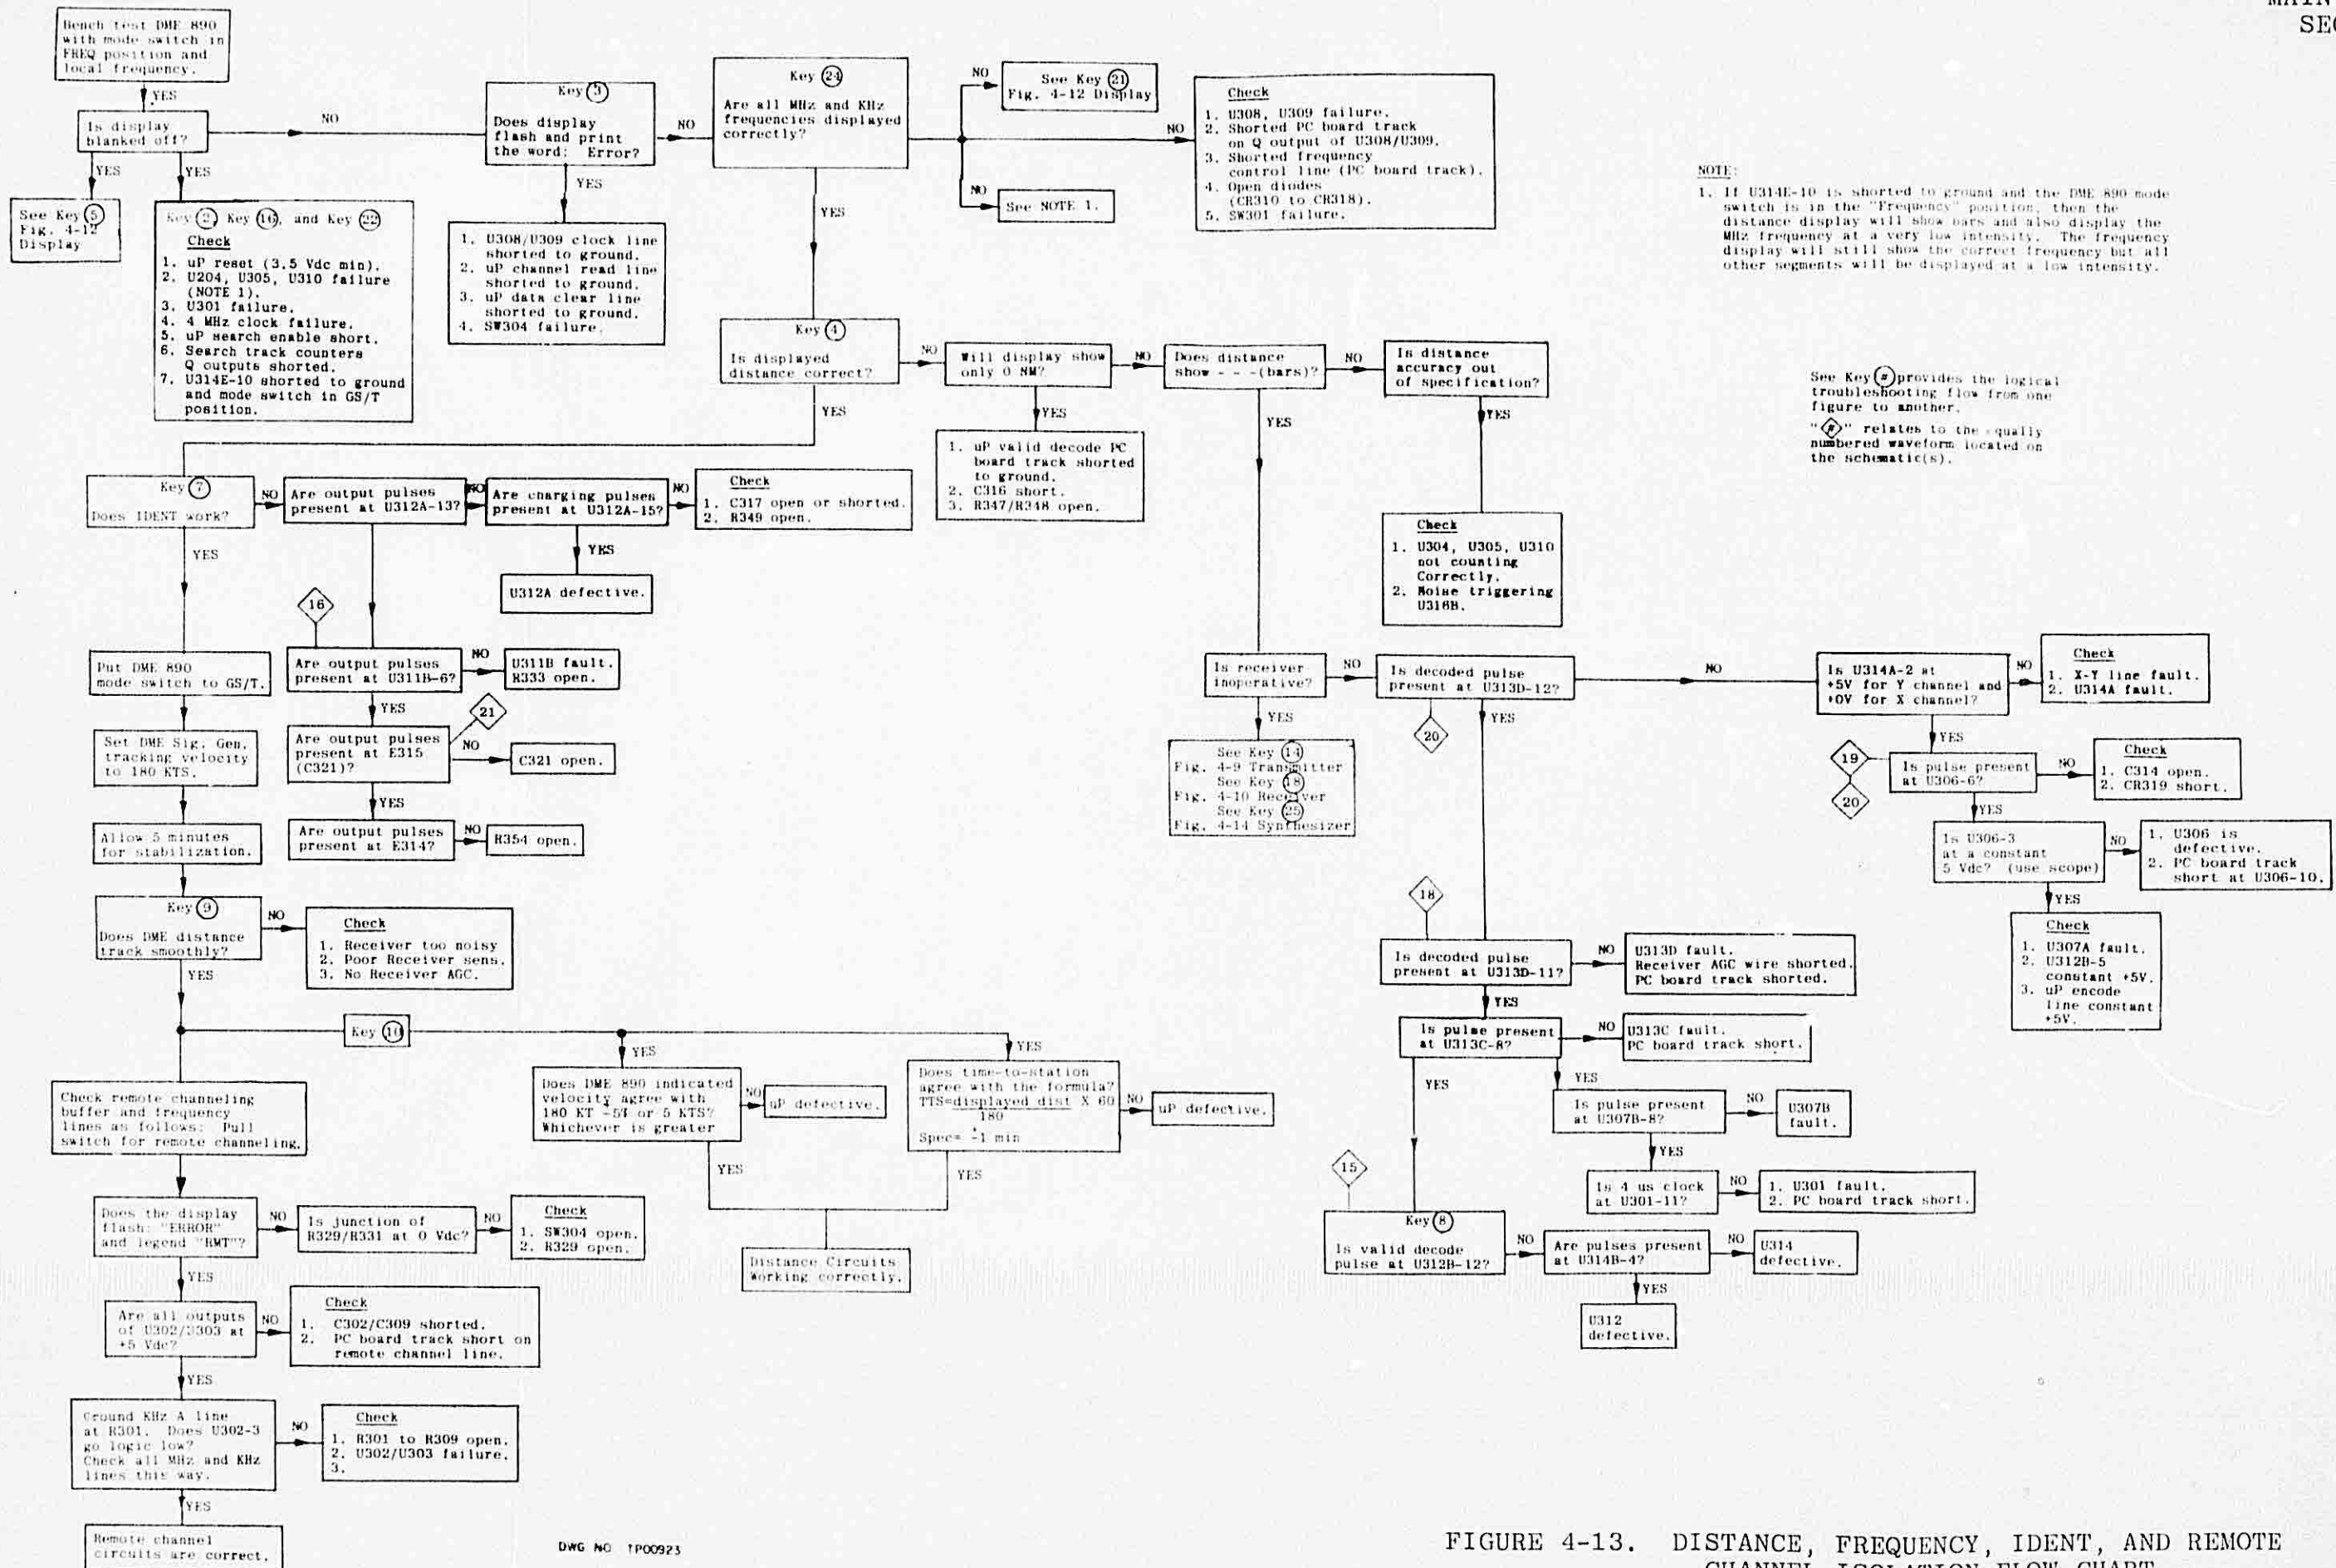 MAIN
SEC
Bench test DME 890
with mode switch in
FREQ position and
local frequency.
YES
Is display
blanked off?
NO
YES
YES
See Key 5
Fig. 4-12
Display
Key 2, Key 16, and Key 22
Check
1. uP reset (3.5 Vdc min).
2. U204, U305, U310 failure
(NOTE 1).
3. U301 failure.
4. 4 MHz clock failure.
5. uP search enable short.
6. Search track counters
Q outputs shorted.
7. U314E-10 shorted to ground
and mode switch in GS/T
position.
Key 3
Does display
flash and print
the word: Error?
NO
YES
1. U308/U309 clock line
shorted to ground.
2. uP channel read line
shorted to ground.
3. uP data clear line
shorted to ground.
4. SW304 failure.
Key 24
Are all MHz and KHz
frequencies displayed
correctly?
YES
NO
See Key 21
Fig. 4-12 Display
NO
See NOTE 1.
NO
Check
1. U308, U309 failure.
2. Shorted PC board track
on Q output of U308/U309.
3. Shorted frequency
control line (PC board track).
4. Open diodes
(CR310 to CR318).
5. SW301 failure.
NOTE:
1. If U314E-10 is shorted to ground and the DME 890 mode
switch is in the "Frequency" position, then the
distance display will show bars and also display the
MHz frequency at a very low intensity. The frequency
display will still show the correct frequency but all
other segments will be displayed at a low intensity.
See Key # provides the logical
troubleshooting flow from one
figure to another.
"#" relates to the equally
numbered waveform located on
the schematic(s).
Key 4
Is displayed
distance correct?
YES
NO
Will display show
only 0 NM?
YES
1. uP valid decode PC
board track shorted
to ground.
2. C316 short.
3. R347/R348 open.
NO
Does distance
show - - -(bars)?
YES
NO
Is distance
accuracy out
of specification?
YES
Check
1. U304, U305, U310
not counting
Correctly.
2. Noise triggering
U318B.
Key 7
Does IDENT work?
YES
NO
Are output pulses
present at U312A-13?
NO
Are charging pulses
present at U312A-15?
NO
Check
1. C317 open or shorted.
2. R349 open.
YES
U312A defective.
16
Are output pulses
present at U311B-6?
NO
U311B fault.
R333 open.
YES
21
Are output pulses
present at E315
(C321)?
NO
C321 open.
YES
Are output pulses
present at E314?
NO
R354 open.
Put DME 890
mode switch to GS/T.
Set DME Sig. Gen.
tracking velocity
to 180 KTS.
Allow 5 minutes
for stabilization.
Key 9
Does DME distance
track smoothly?
NO
Check
1. Receiver too noisy
2. Poor Receiver sens.
3. No Receiver AGC.
YES
Key 10
YES
Does DME 890 indicated
velocity agree with
180 KT ±5% or 5 KTS?
Whichever is greater
NO
uP defective.
YES
YES
Does time-to-station
agree with the formula?
TTS=displayed dist X 60
180
Spec= ±1 min
NO
uP defective.
YES
Distance Circuits
Working correctly.
Check remote channeling
buffer and frequency
lines as follows: Pull
switch for remote channeling.
Does the display
flash: "ERROR"
and legend "RMT"?
NO
Is junction of
R329/R331 at 0 Vdc?
NO
Check
1. SW304 open.
2. R329 open.
YES
Are all outputs
of U302/U303 at
+5 Vdc?
NO
Check
1. C302/C309 shorted.
2. PC board track short on
remote channel line.
YES
Ground KHz A line
at R301. Does U302-3
go logic low?
Check all MHz and KHz
lines this way.
NO
Check
1. R301 to R309 open.
2. U302/U303 failure.
3.
YES
Remote channel
circuits are correct.
Is receiver
inoperative?
YES
See Key 14
Fig. 4-9 Transmitter
See Key 18
Fig. 4-10 Receiver
See Key 25
Fig. 4-14 Synthesizer
NO
Is decoded pulse
present at U313D-12?
20
YES
NO
Is U314A-2 at
+5V for Y channel and
+0V for X channel?
NO
Check
1. X-Y line fault.
2. U314A fault.
YES
19
20
Is pulse present
at U306-6?
NO
Check
1. C314 open.
2. CR319 short.
YES
Is U306-3
at a constant
5 Vdc? (use scope)
NO
1. U306 is
defective.
2. PC board track
short at U306-10.
YES
Check
1. U307A fault.
2. U312B-5
constant +5V.
3. uP encode
line constant
+5V.
18
Is decoded pulse
present at U313D-11?
NO
U313D fault.
Receiver AGC wire shorted.
PC board track shorted.
YES
Is pulse present
at U313C-8?
NO
U313C fault.
PC board track short.
YES
YES
Is pulse present
at U307B-8?
NO
U307B
fault.
YES
Is 4 us clock
at U301-11?
NO
1. U301 fault.
2. PC board track short.
15
Key 8
Is valid decode
pulse at U312B-12?
NO
Are pulses present
at U314B-4?
NO
U314
defective.
YES
U312
defective.
DWG NO TP00923
FIGURE 4-13. DISTANCE, FREQUENCY, IDENT, AND REMOTE
CHANNEL ISOLATION FLOW CHART